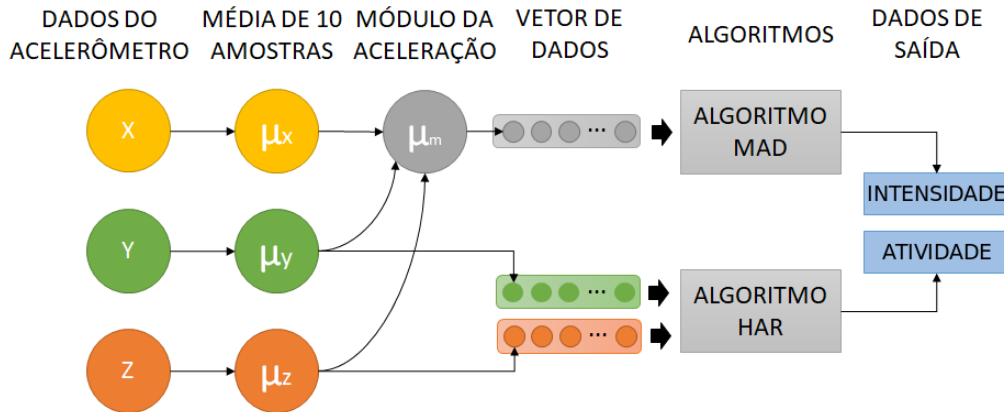 DADOS DO
ACELERÔMETRO
MÉDIA DE 10
AMOSTRAS
MÓDULO DA
ACELERAÇÃO
VETOR DE
DADOS
ALGORITMOS
DADOS DE
SAÍDA
X
μx
μm
...
ALGORITMO
MAD
INTENSIDADE
Y
μy
...
ATIVIDADE
ALGORITMO
HAR
Z
μz
...